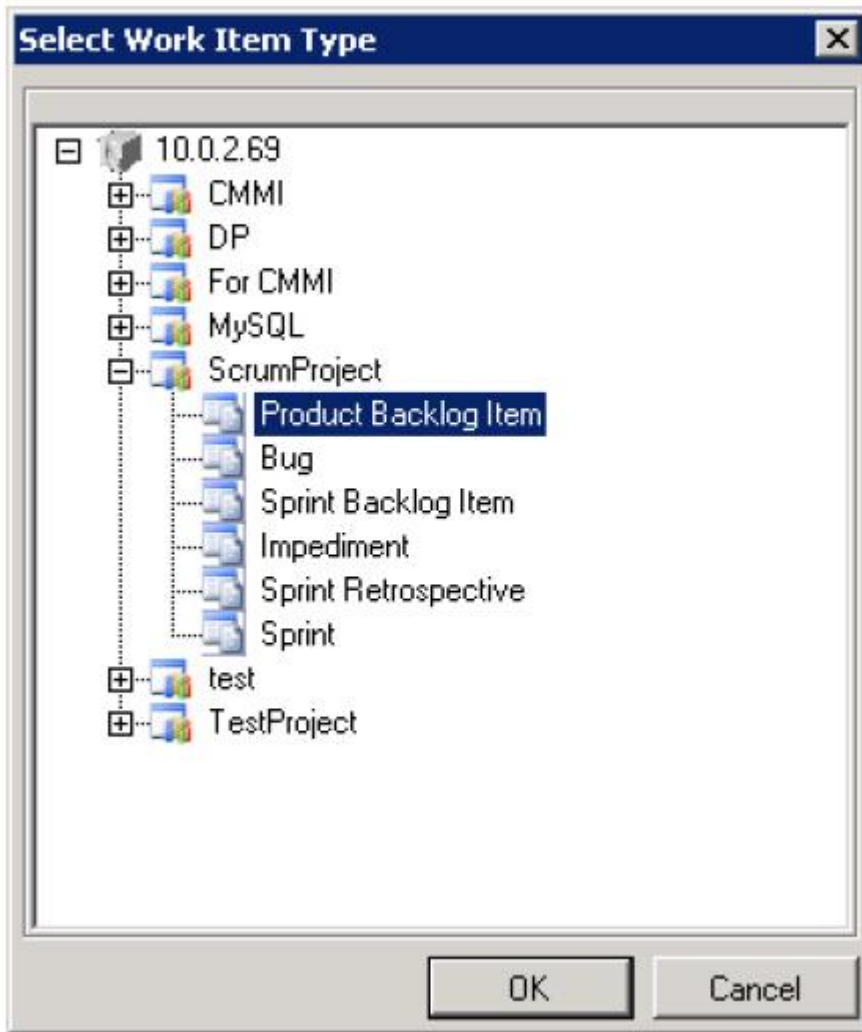 Select Work Item Type
10.0.2.69
CMMI
DP
For CMMI
MySQL
ScrumProject
Product Backlog Item
Bug
Sprint Backlog Item
Impediment
Sprint Retrospective
Sprint
test
TestProject
OK Cancel